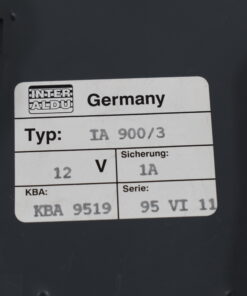 INTER
ALDU
Germany
Typ: IA 900/3
12 V
Sicherung:
1A
KBA:
KBA 9519
Serie:
95 VI 11